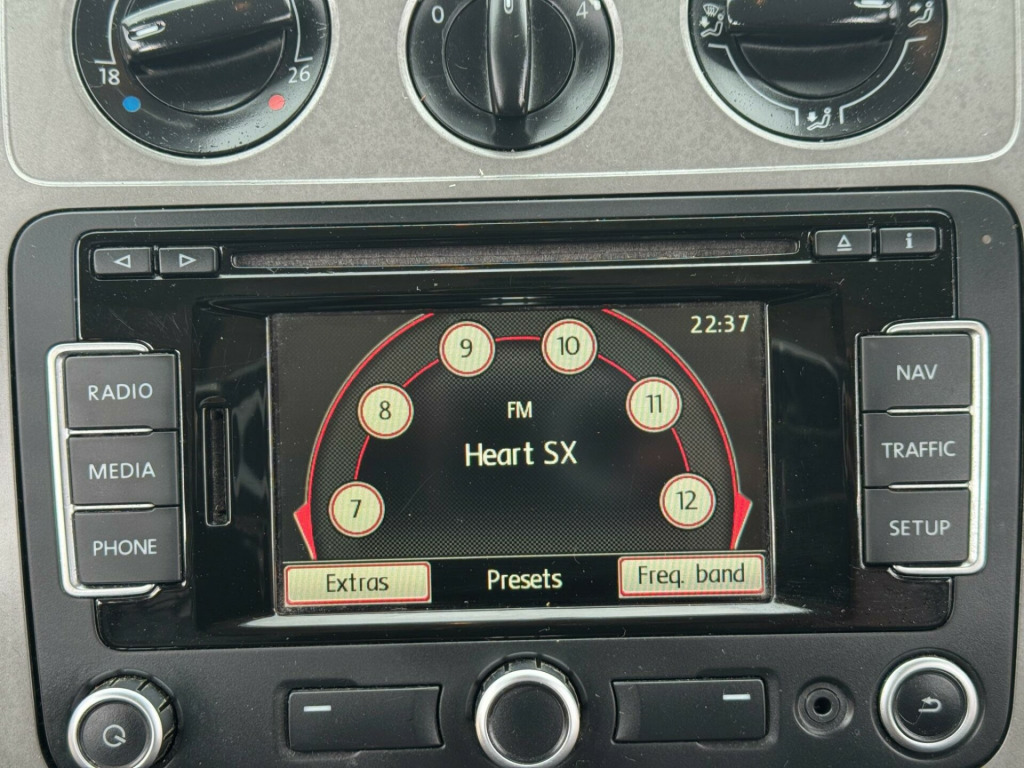 0 4
18 26
i
22:37
9 10
8 11
FM
Heart SX
7 12
Extras Presets Freq. band
RADIO
MEDIA
PHONE
NAV
TRAFFIC
SETUP